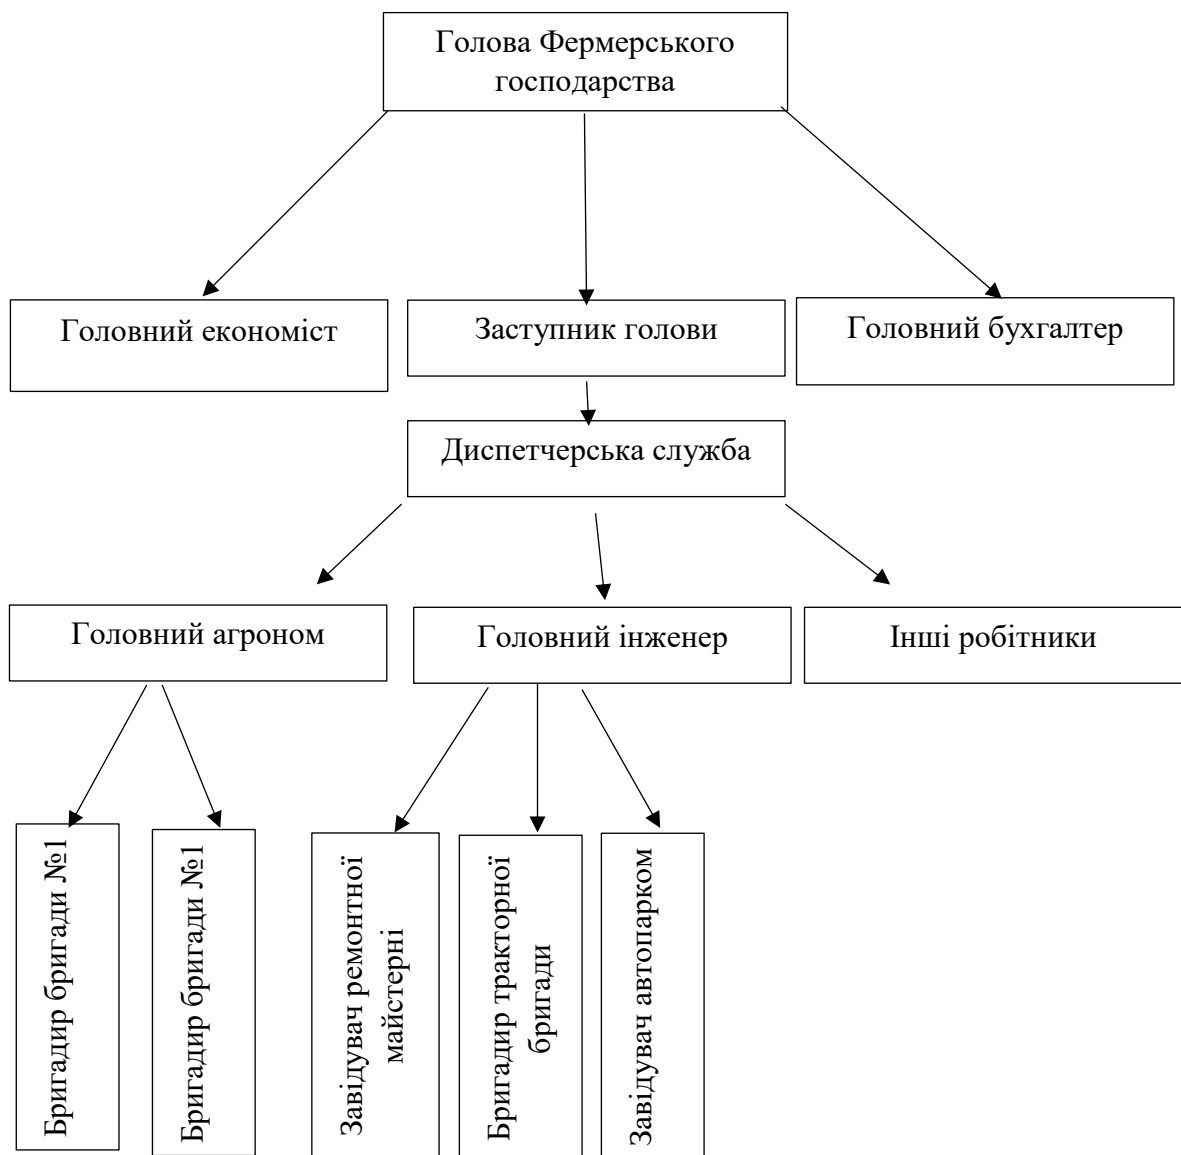 Голова Фермерського
господарства
Головний економіст
Заступник голови
Головний бухгалтер
Диспетчерська служба
Головний агроном
Головний інженер
Інші робітники
Бригадир бригади №1
Бригадир бригади №1
Завідувач ремонтної
майстерні
Бригадир тракторної
бригади
Завідувач автопарком